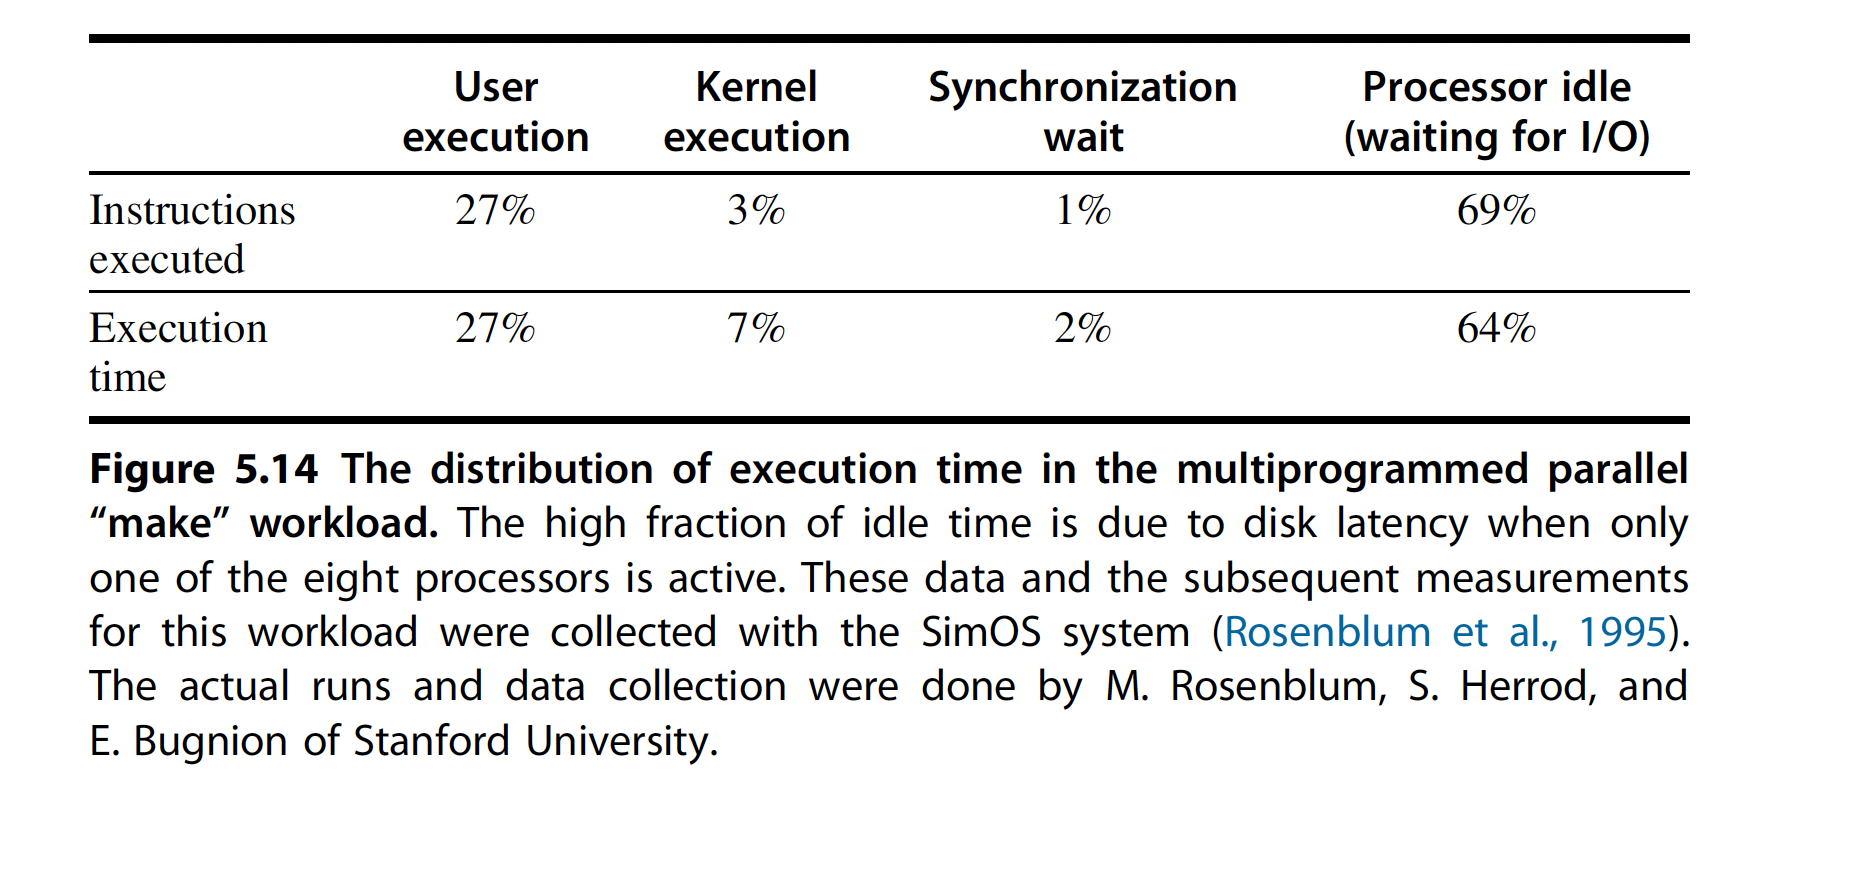 User Kernel Synchronization Processor idle
execution execution wait (waiting for I/O)
Instructions 27% 3% 1% 69%
executed
Execution 27% 7% 2% 64%
time
Figure 5.14 The distribution of execution time in the multiprogrammed parallel
“make” workload. The high fraction of idle time is due to disk latency when only
one of the eight processors is active. These data and the subsequent measurements
for this workload were collected with the SimOS system (Rosenblum et al., 1995).
The actual runs and data collection were done by M. Rosenblum, S. Herrod, and
E. Bugnion of Stanford University.